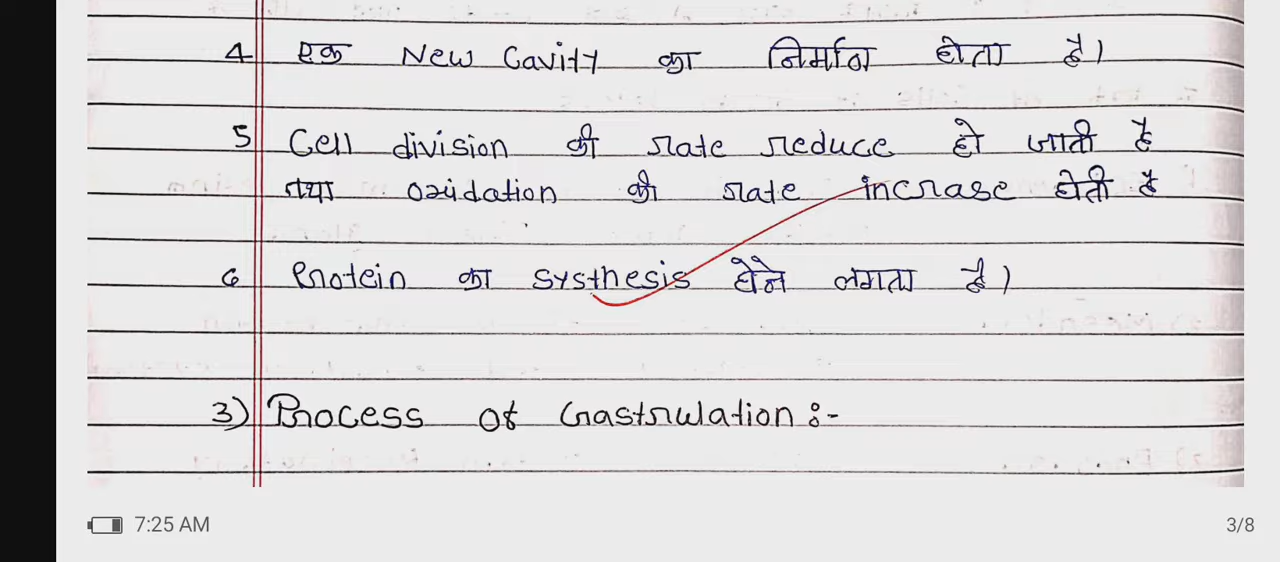 4 एक New Cavity का निर्माण होता है।
5 Cell division की rate reduce हो जाती है
तथा oxidation की rate incrase होती है
6 Protein का systhesis होने लगता है।
3) Process of Gastrulation :-
7:25 AM
3/8